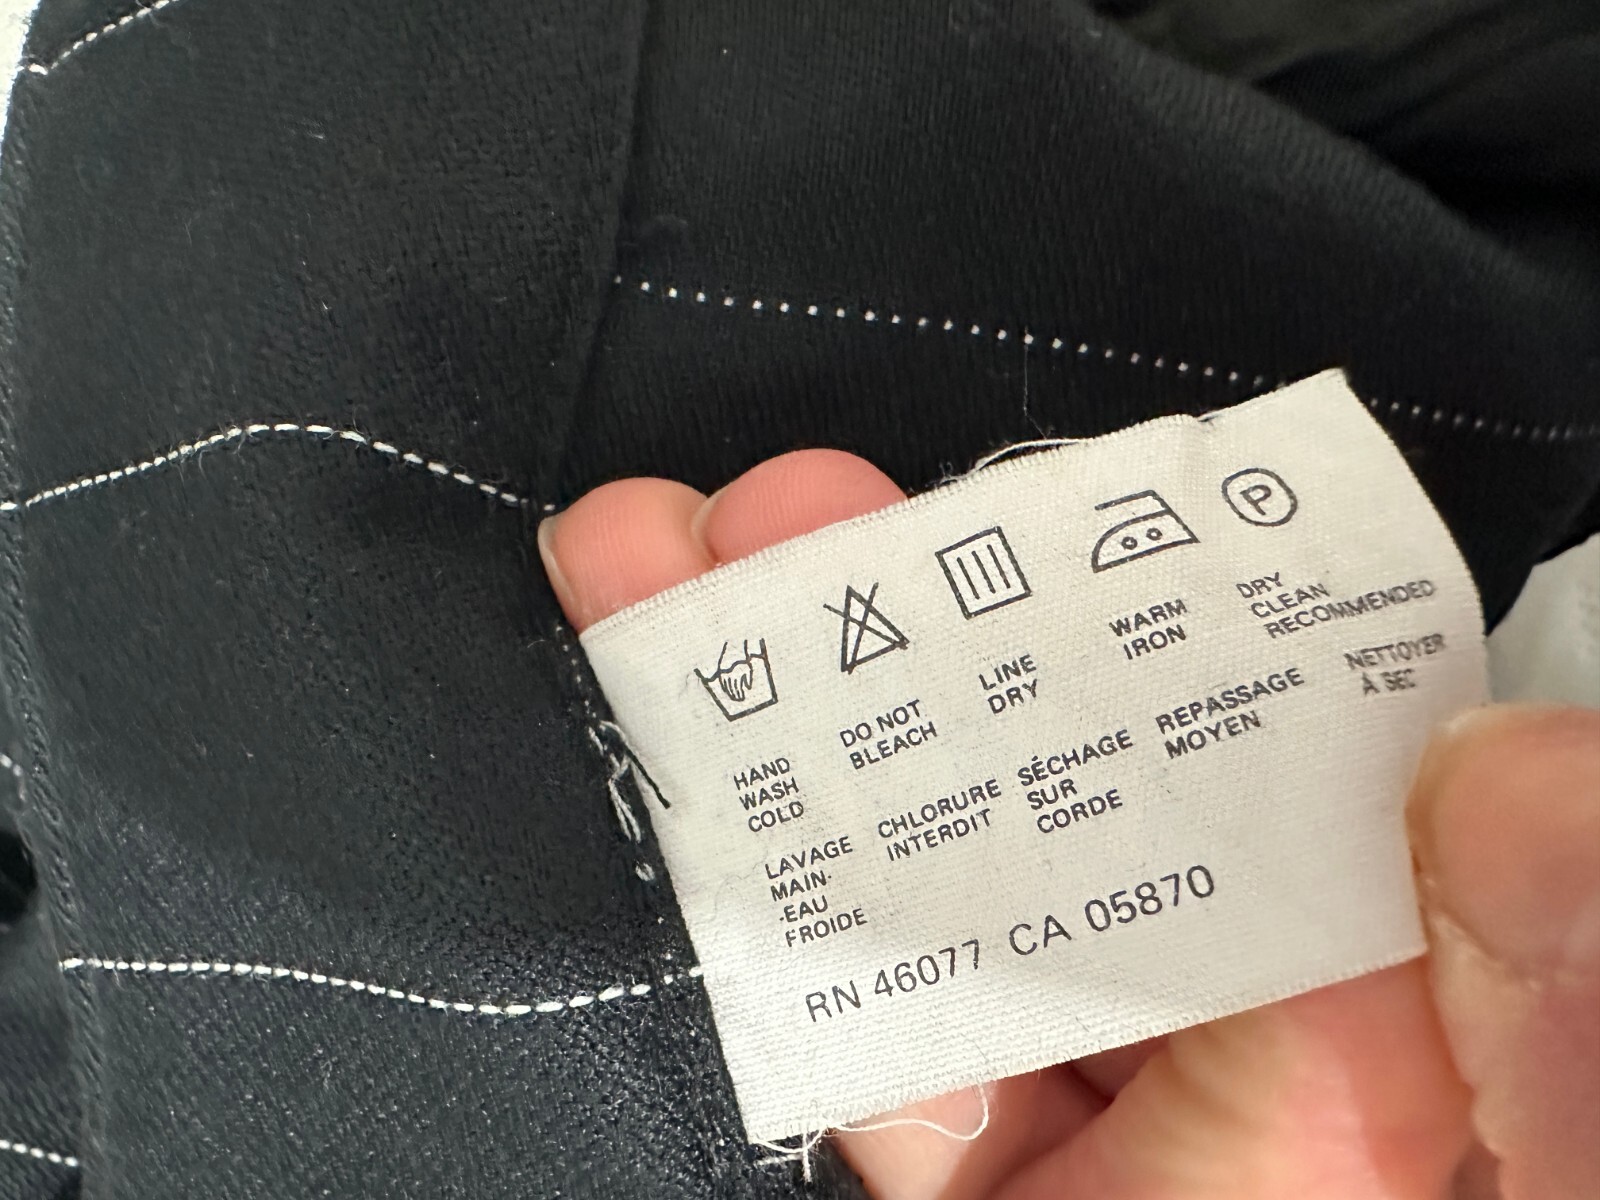 P
HAND
WASH
COLD
DO NOT
BLEACH
LINE
DRY
WARM
IRON
DRY
CLEAN
RECOMMENDED
LAVAGE
MAIN-
-EAU
FROIDE
CHLORURE
INTERDIT
SÉCHAGE
SUR
CORDE
REPASSAGE
MOYEN
NETTOYER
À SEC
RN 46077 CA 05870